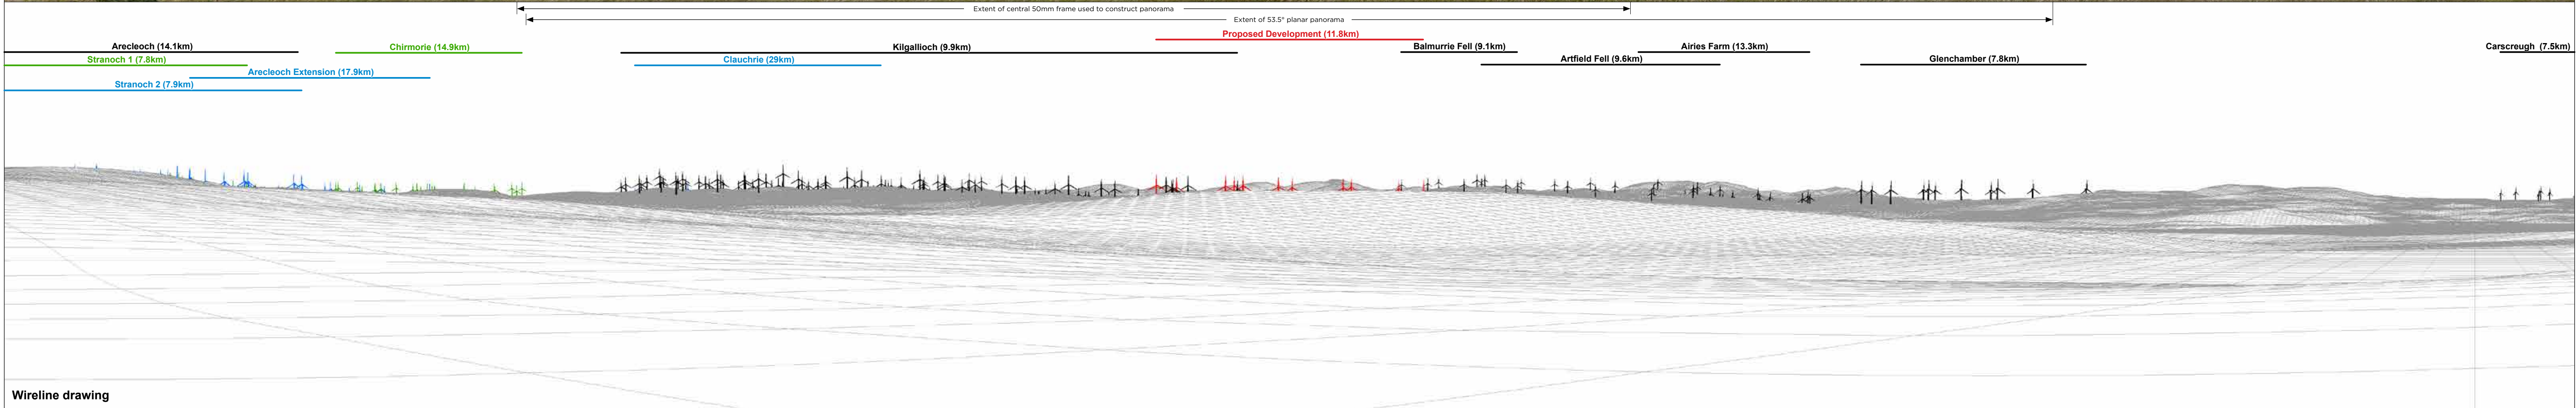 Extent of central 50mm frame used to construct panorama
Extent of 53.5° planar panorama
Proposed Development (11.8km)
Arecleoch (14.1km)
Chirmorie (14.9km)
Kilgallioch (9.9km)
Balmurrie Fell (9.1km)
Airies Farm (13.3km)
Carscreugh (7.5km)
Stranoch 1 (7.8km)
Clauchrie (29km)
Artfield Fell (9.6km)
Glenchamber (7.8km)
Arecleoch Extension (17.9km)
Stranoch 2 (7.9km)
Wireline drawing